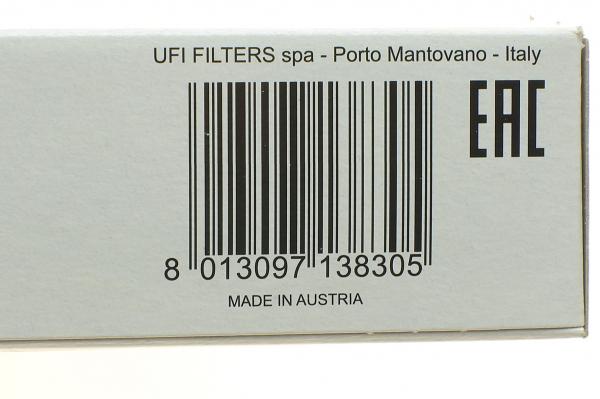 UFI FILTERS spa - Porto Mantovano - Italy
EAC
8 013097 138305
MADE IN AUSTRIA